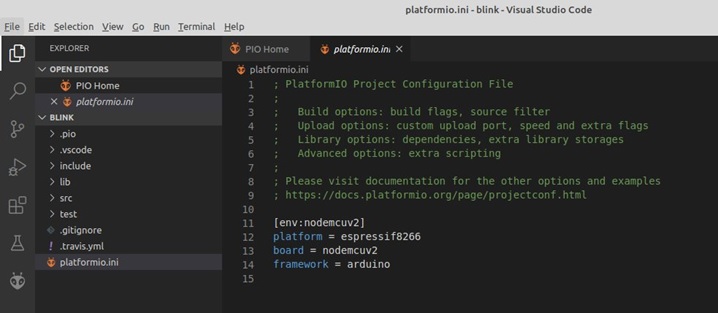 platformio.ini - blink - Visual Studio Code
File Edit Selection View Go Run Terminal Help
EXPLORER
OPEN EDITORS
PIO Home
platformio.ini
BLINK
.pio
.vscode
include
lib
src
test
.gitignore
.travis.yml
platformio.ini
PIO Home platformio.ini
platformio.ini
1 ; PlatformIO Project Configuration File
2 ;
3 ;   Build options: build flags, source filter
4 ;   Upload options: custom upload port, speed and extra flags
5 ;   Library options: dependencies, extra library storages
6 ;   Advanced options: extra scripting
7 ;
8 ; Please visit documentation for the other options and examples
9 ; https://docs.platformio.org/page/projectconf.html
10
11 [env:nodemcuv2]
12 platform = espressif8266
13 board = nodemcuv2
14 framework = arduino
15